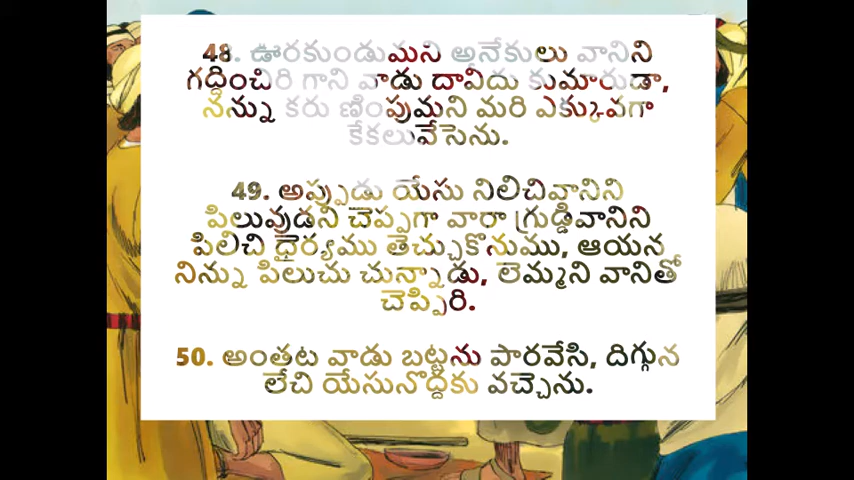 48. ఊరకుండుమని అనేకులు వానిని
గద్దించిరి గాని వాడు దావీదు కుమారుడా,
నన్ను కరు ణింపుమని మరి ఎక్కువగా
కేకలువేసెను.
49. అప్పుడు యేసు నిలిచివానిని
పిలువుడని చెప్పగా వారా గ్రుడ్డివానిని
పిలిచి ధైర్యము తెచ్చుకొనుము, ఆయన
నిన్ను పిలుచు చున్నాడు, లెమ్మని వానితో
చెప్పిరి.
50. అంతట వాడు బట్టను పారవేసి, దిగ్గున
లేచి యేసునొద్దకు వచ్చెను.